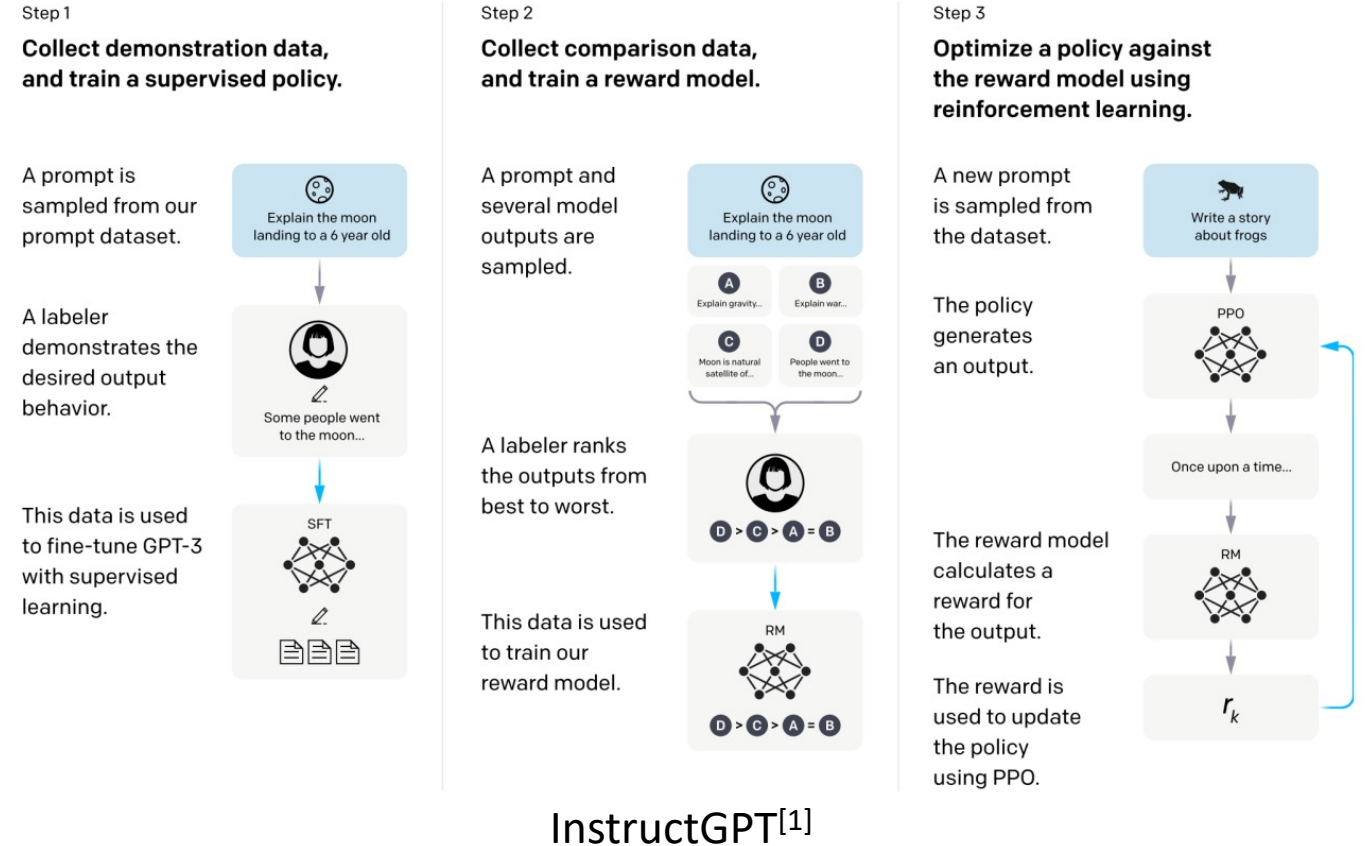 Step 1
Collect demonstration data,
and train a supervised policy.
A prompt is
sampled from our
prompt dataset.
Explain the moon
landing to a 6 year old
A labeler
demonstrates the
desired output
behavior.
Some people went
to the moon...
This data is used
to fine-tune GPT-3
with supervised
learning.
SFT
Step 2
Collect comparison data,
and train a reward model.
A prompt and
several model
outputs are
sampled.
Explain the moon
landing to a 6 year old
A
Explain gravity...
B
Explain war...
C
Moon is natural
satellite of...
D
People went to
the moon...
A labeler ranks
the outputs from
best to worst.
D > C > A = B
This data is used
to train our
reward model.
RM
D > C > A = B
Step 3
Optimize a policy against
the reward model using
reinforcement learning.
A new prompt
is sampled from
the dataset.
Write a story
about frogs
The policy
generates
an output.
PPO
Once upon a time...
The reward model
calculates a
reward for
the output.
RM
The reward is
used to update
the policy
using PPO.
r_k
InstructGPT[1]